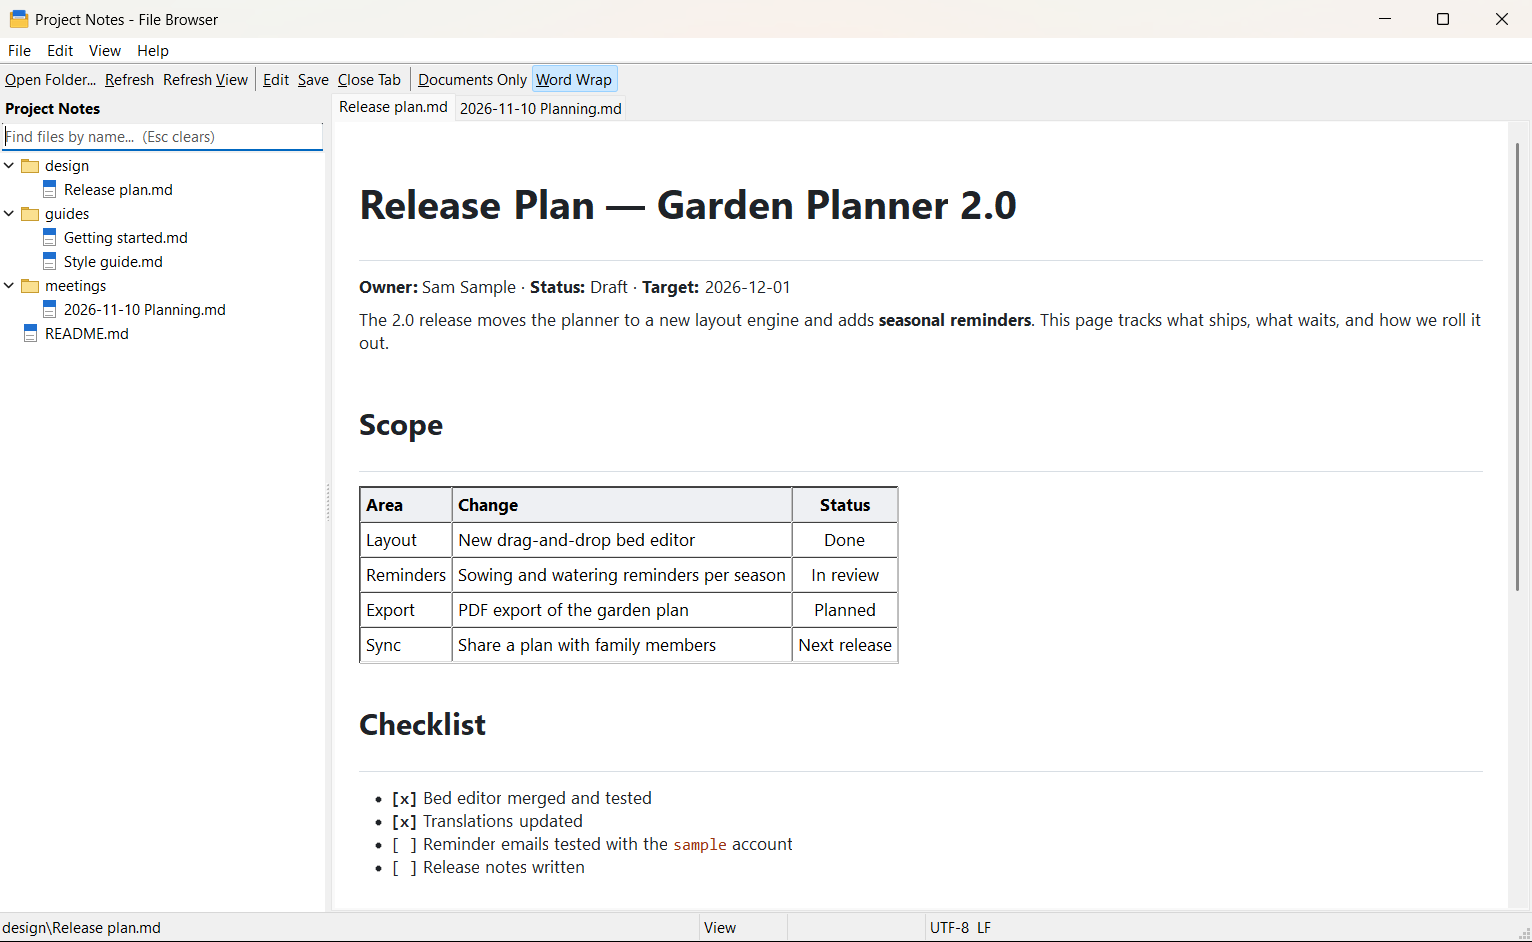 Project Notes - File Browser
File Edit View Help
Open Folder... Refresh Refresh View Edit Save Close Tab Documents Only Word Wrap
Project Notes
Find files by name... (Esc clears)
design
Release plan.md
guides
Getting started.md
Style guide.md
meetings
2026-11-10 Planning.md
README.md
Release plan.md 2026-11-10 Planning.md
Release Plan — Garden Planner 2.0
Owner: Sam Sample · Status: Draft · Target: 2026-12-01
The 2.0 release moves the planner to a new layout engine and adds seasonal reminders. This page tracks what ships, what waits, and how we roll it
out.
Scope
Area Change Status
Layout New drag-and-drop bed editor Done
Reminders Sowing and watering reminders per season In review
Export PDF export of the garden plan Planned
Sync Share a plan with family members Next release
Checklist
• [x] Bed editor merged and tested
• [x] Translations updated
• [ ] Reminder emails tested with the sample account
• [ ] Release notes written
design\Release plan.md View UTF-8 LF